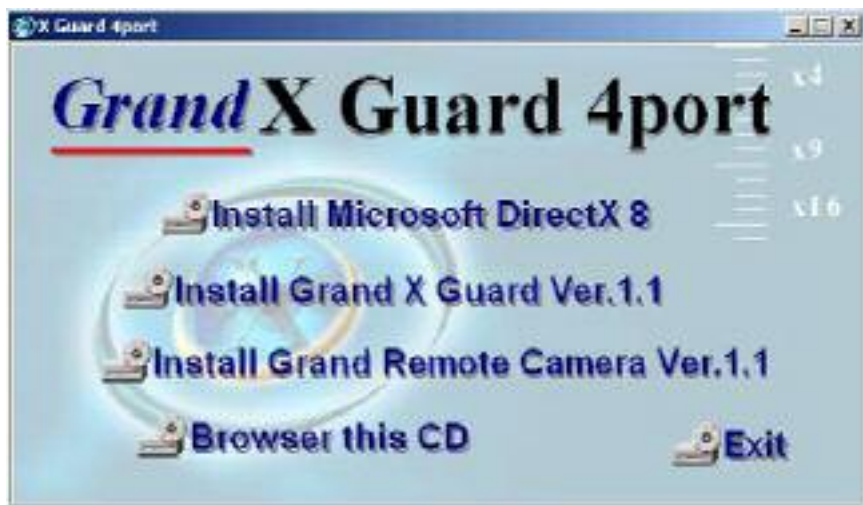 X Guard 4port
Grand X Guard 4port
x4
x9
x16
Install Microsoft DirectX 8
Install Grand X Guard Ver.1.1
Install Grand Remote Camera Ver.1.1
Browser this CD
Exit